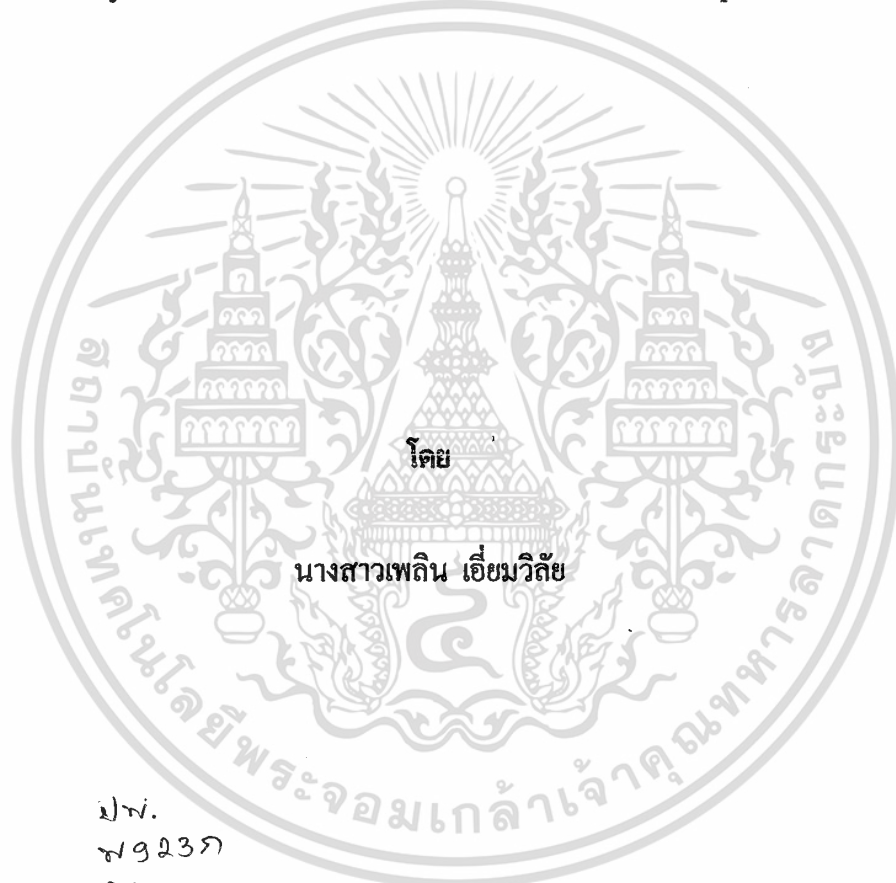 โดย
นางสาวเพลิน เอี่ยมวิลัย
สถาบันเทคโนโลยีพระจอมเกล้าเจ้าคุณทหารลาดกระบัง
๔
ปพ.